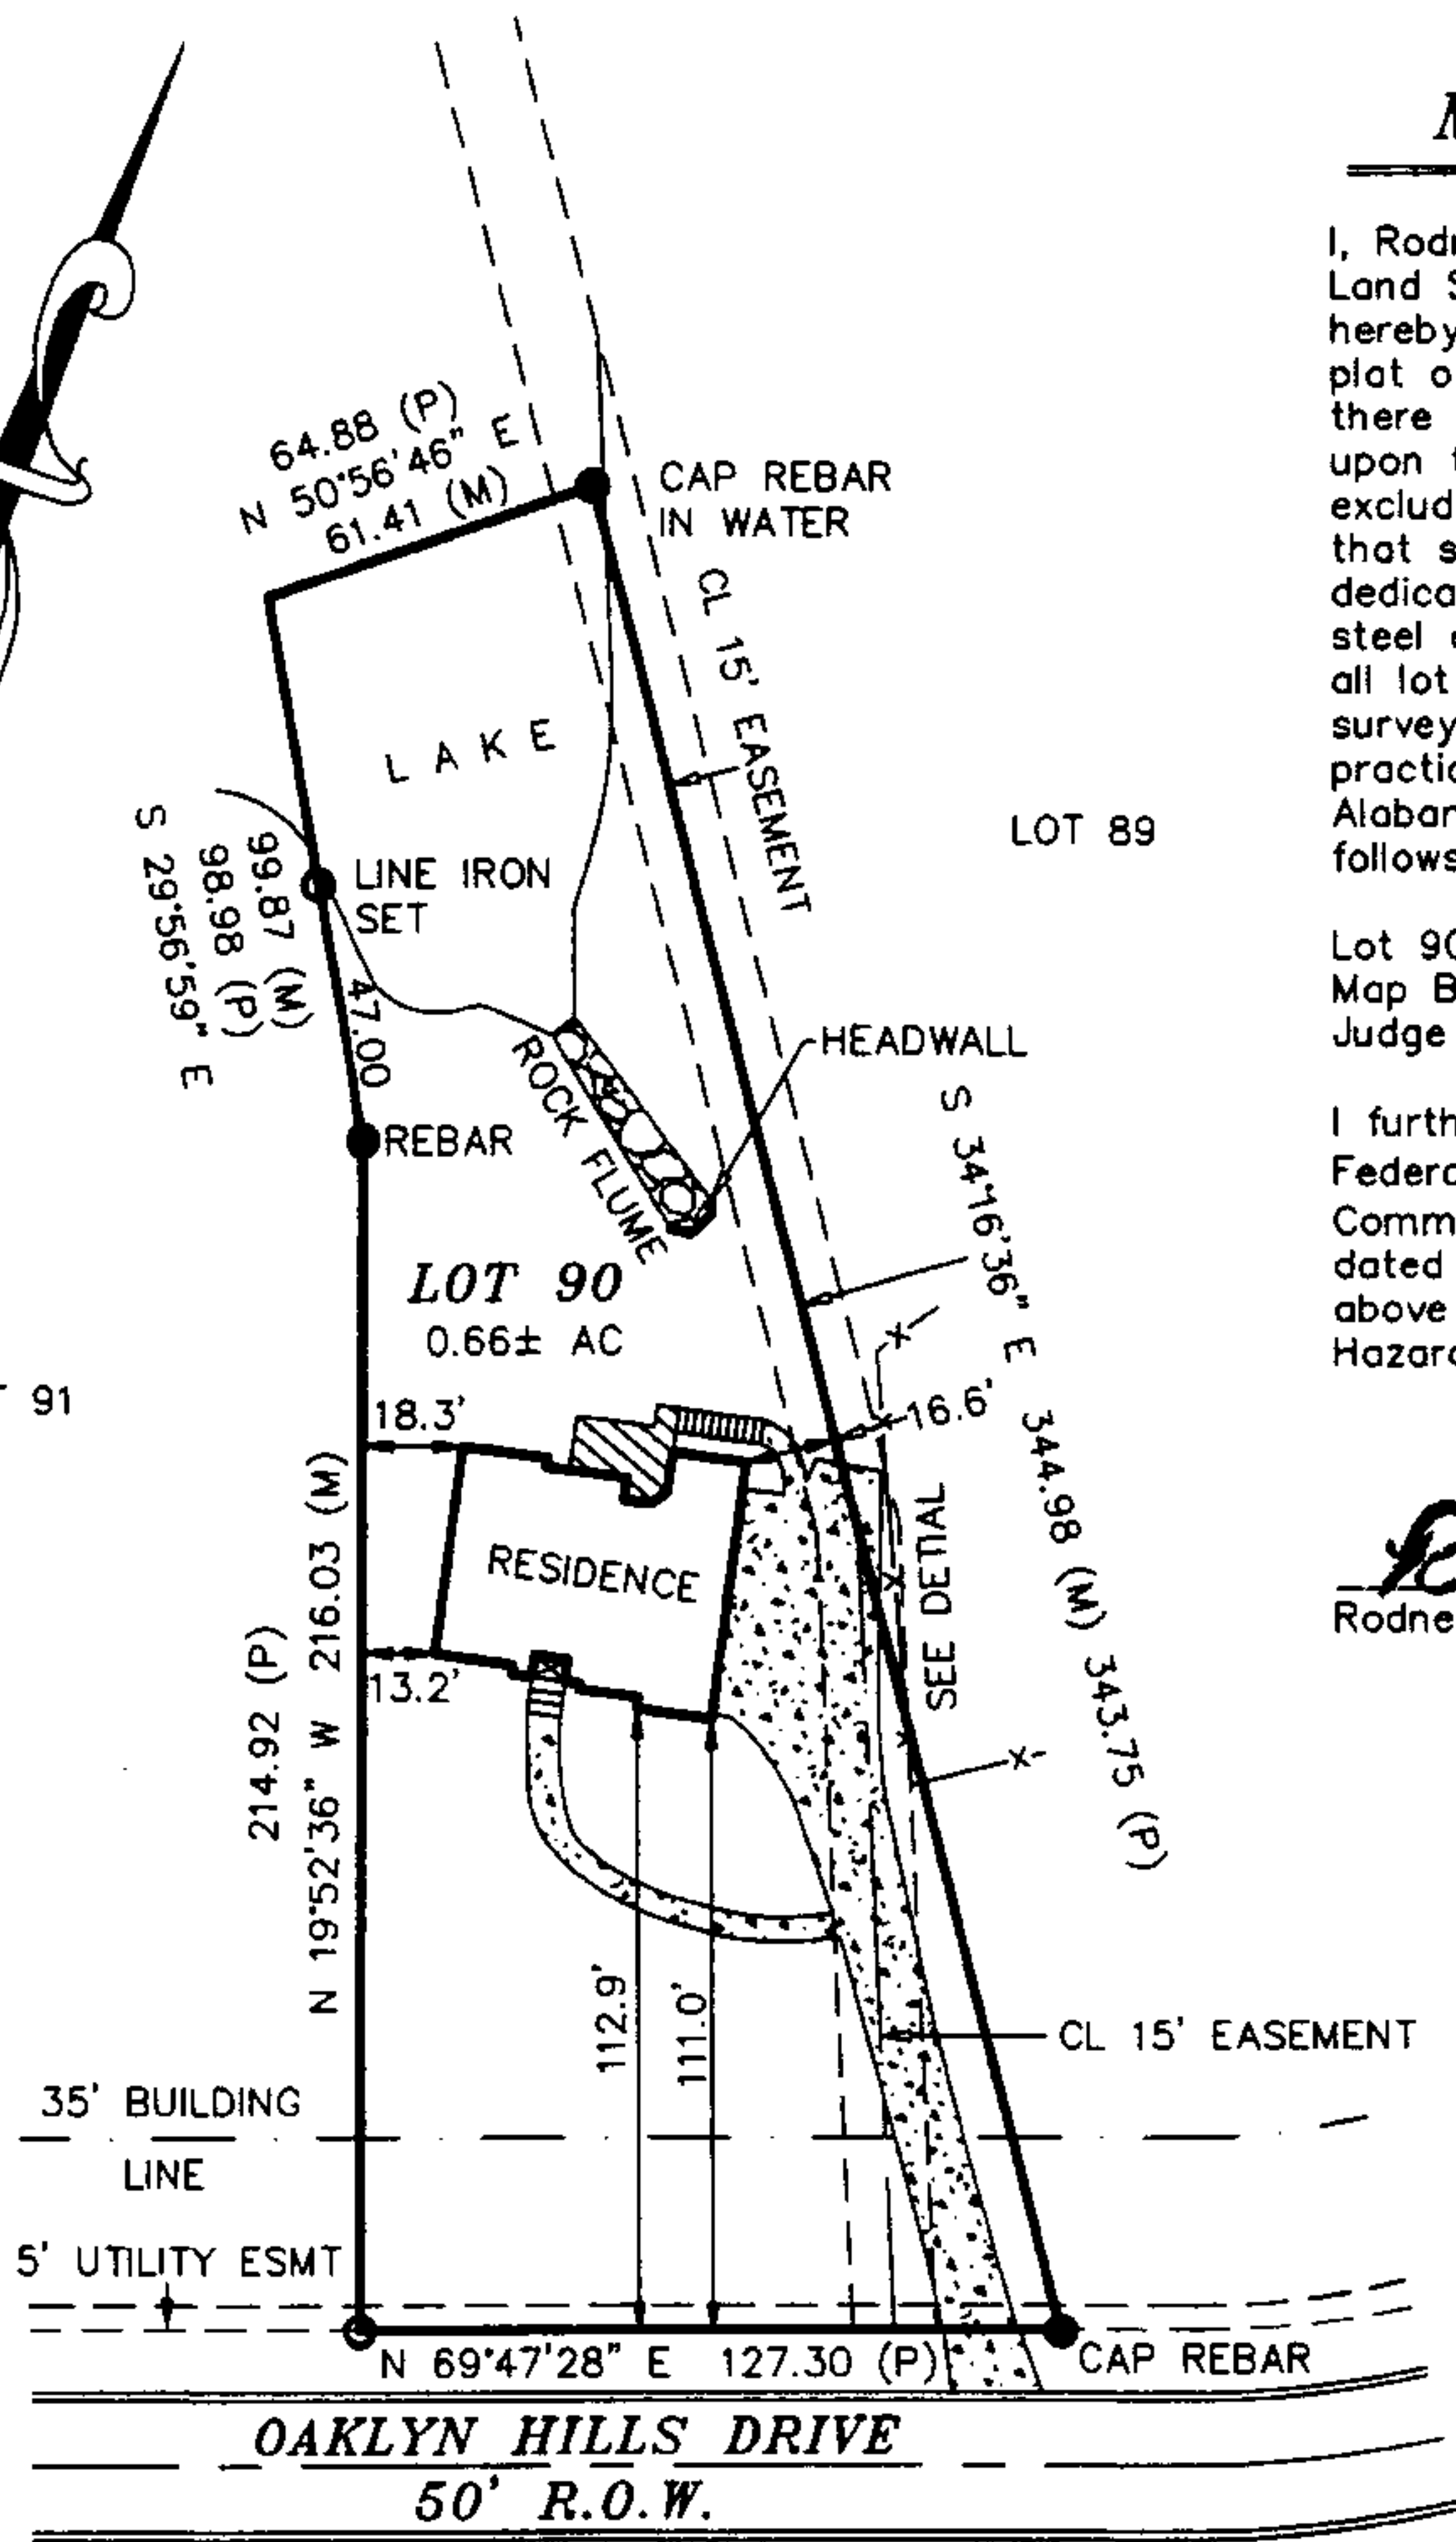 64.88 (P)
N 50°56'46" E
61.41 (M)
CAP REBAR
IN WATER
CL 15' EASEMENT
LAKE
LOT 89
S 29°56'59" E
98.98 (P)
99.87 (M)
LINE IRON
SET
47.00
HEADWALL
ROCK FLUME
REBAR
S 34°16'36" E 344.98 (M) 343.75 (P)
LOT 90
0.66± AC
91
18.3'
16.6'
RESIDENCE
SEE DETIAL
13.2'
214.92 (P)
N 19°52'36" W 216.03 (M)
112.9'
111.0'
CL 15' EASEMENT
35' BUILDING
LINE
5' UTILITY ESMT
N 69°47'28" E 127.30 (P)
CAP REBAR
OAKLYN HILLS DRIVE
50' R.O.W.
I, Rod
Land S
hereby
plat o
there
upon
exclud
that s
dedica
steel
all lot
survey
practic
Alaba
follows
Lot 90
Map B
Judge
I furth
Federa
Comm
dated
above
Hazard
Rodne